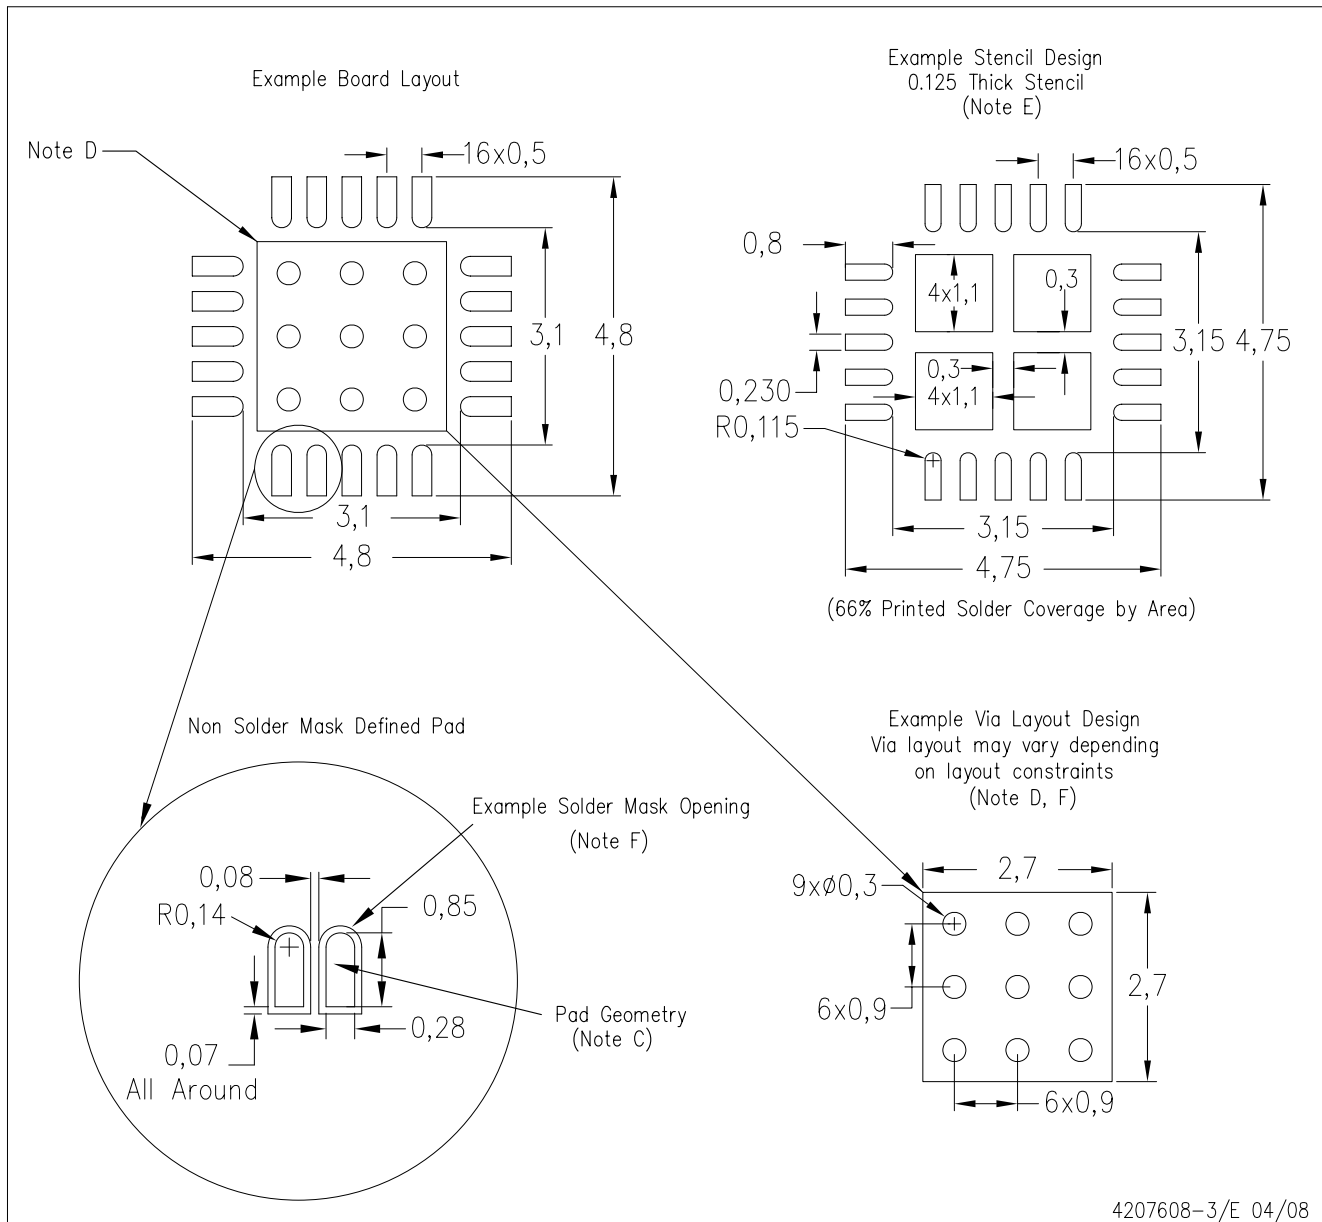 Example Board Layout
Note D
16x0,5
3,1
4,8
3,1
4,8
Example Stencil Design
0.125 Thick Stencil
(Note E)
16x0,5
0,8
4x1,1
0,3
3,15
4,75
0,3
4x1,1
0,230
R0,115
3,15
4,75
(66% Printed Solder Coverage by Area)
Non Solder Mask Defined Pad
Example Solder Mask Opening
(Note F)
0,08
R0,14
0,85
0,28
0,07
All Around
Pad Geometry
(Note C)
Example Via Layout Design
Via layout may vary depending
on layout constraints
(Note D, F)
2,7
9xø0,3
2,7
6x0,9
6x0,9
4207608-3/E 04/08